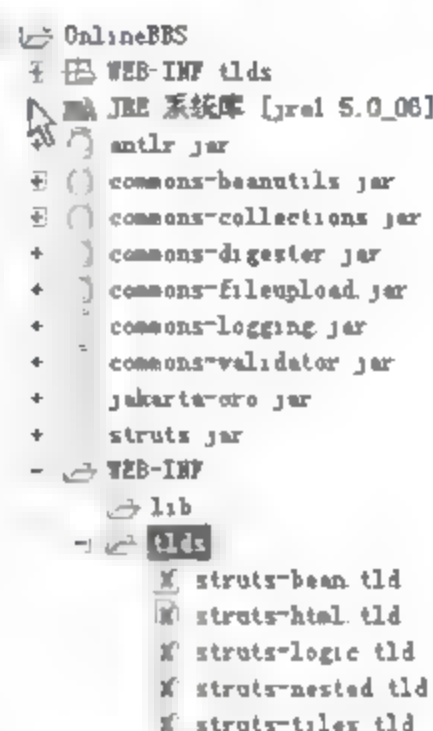 OnlineBBS
WEB-INF tlds
JRE 系统库 [jre1 5.0_06]
antlr jar
commons-beanutils jar
commons-collections jar
commons-digester jar
commons-fileupload jar
commons-logging jar
commons-validator jar
jakarta-oro jar
struts jar
WEB-INF
lib
tlds
struts-bean tld
struts-html tld
struts-logic tld
struts-nested tld
struts-tiles tld